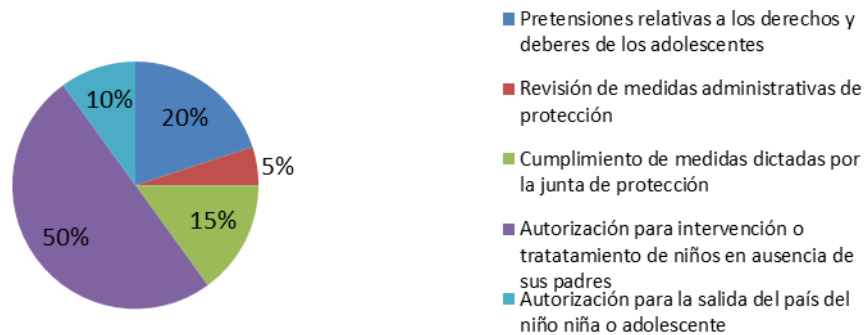 10%
20%
5%
15%
50%
Pretensiones relativas a los derechos y
deberes de los adolescentes
Revisión de medidas administrativas de
protección
Cumplimiento de medidas dictadas por
la junta de protección
Autorización para intervención o
tratatamiento de niños en ausencia de
sus padres
Autorización para la salida del país del
niño niña o adolescente